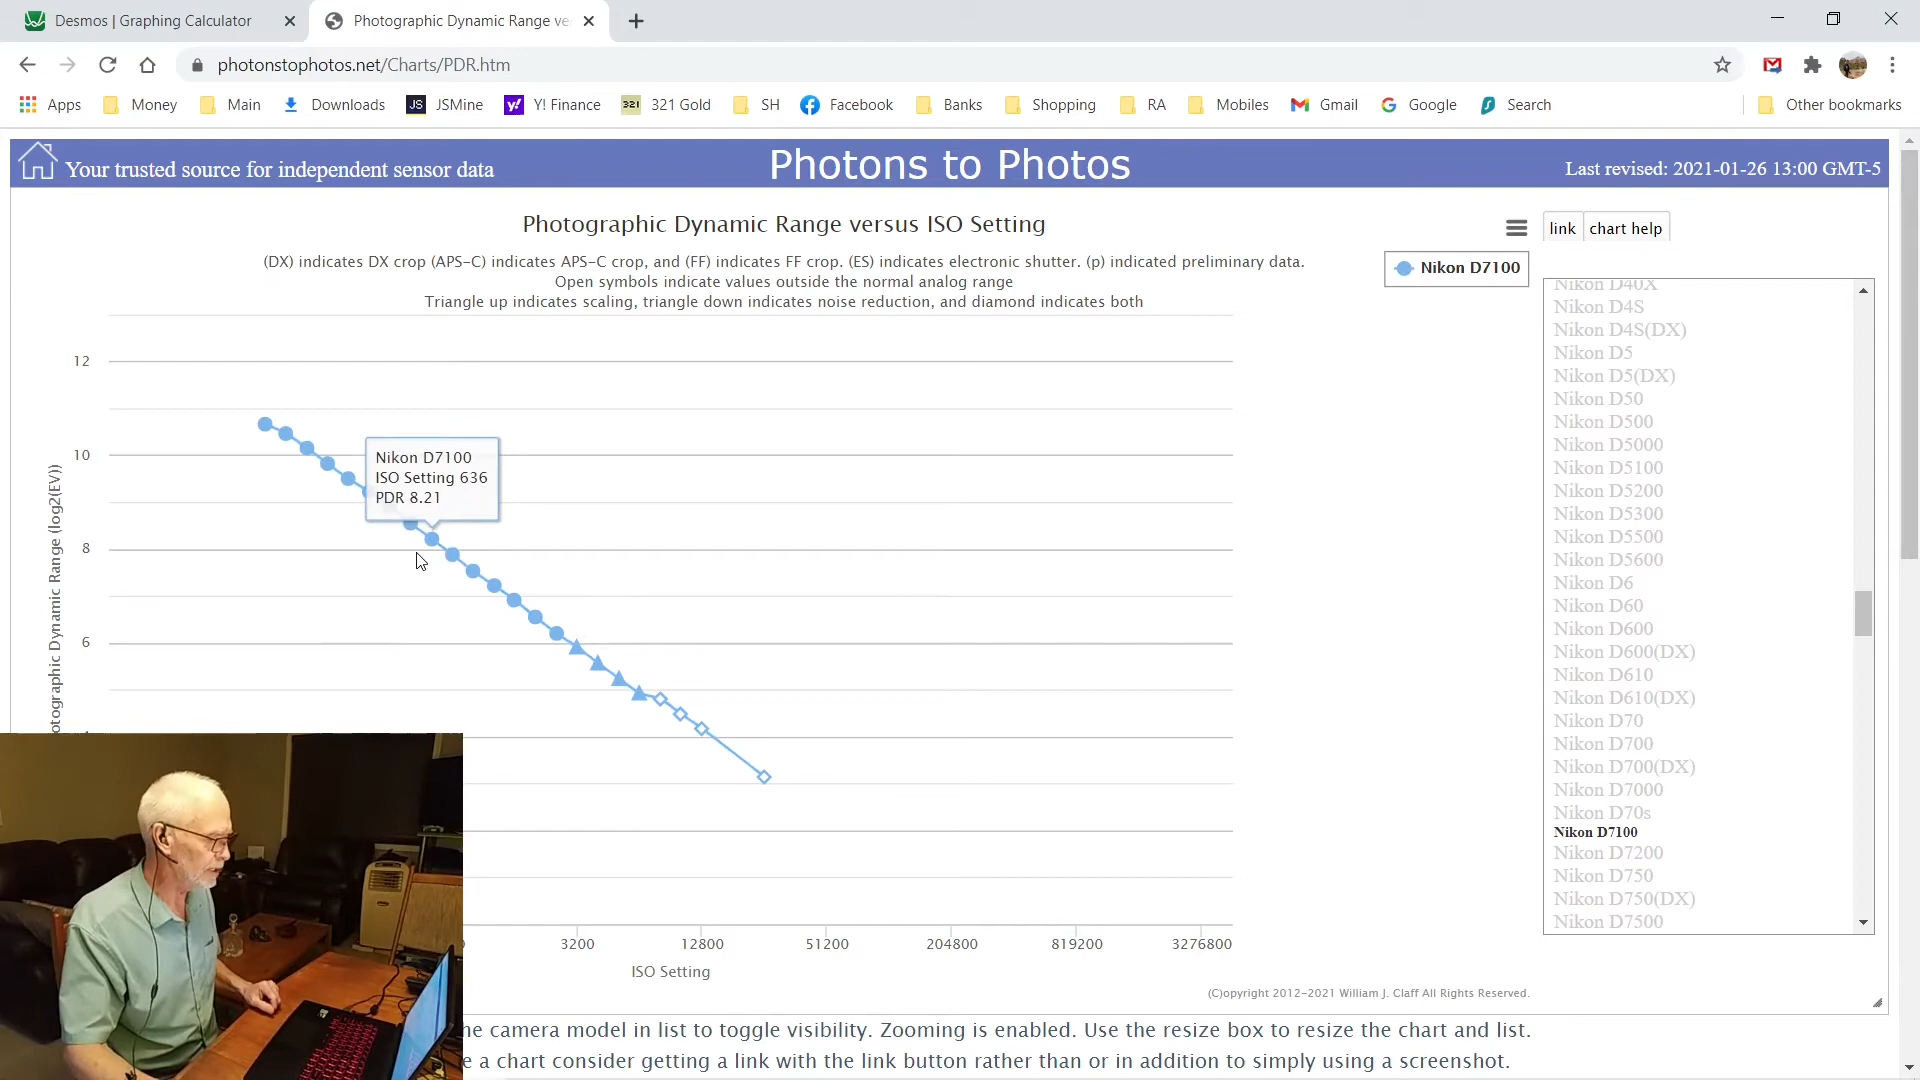 Desmos | Graphing Calculator
Photographic Dynamic Range ve
photonstophotos.net/Charts/PDR.htm
Apps Money Main Downloads JSMine Y! Finance 321 Gold SH Facebook Banks Shopping RA Mobiles Gmail Google Search Other bookmarks
Your trusted source for independent sensor data
Photons to Photos
Last revised: 2021-01-26 13:00 GMT-5
Photographic Dynamic Range versus ISO Setting
link chart help
(DX) indicates DX crop (APS-C) indicates APS-C crop, and (FF) indicates FF crop. (ES) indicates electronic shutter. (p) indicated preliminary data.
Open symbols indicate values outside the normal analog range
Triangle up indicates scaling, triangle down indicates noise reduction, and diamond indicates both
Nikon D7100
12
10
8
6
otographic Dynamic Range (log2(EV))
Nikon D7100
ISO Setting 636
PDR 8.21
3200 12800 51200 204800 819200 3276800
ISO Setting
Nikon D40X
Nikon D4S
Nikon D4S(DX)
Nikon D5
Nikon D5(DX)
Nikon D50
Nikon D500
Nikon D5000
Nikon D5100
Nikon D5200
Nikon D5300
Nikon D5500
Nikon D5600
Nikon D6
Nikon D60
Nikon D600
Nikon D600(DX)
Nikon D610
Nikon D610(DX)
Nikon D70
Nikon D700
Nikon D700(DX)
Nikon D7000
Nikon D70s
Nikon D7100
Nikon D7200
Nikon D750
Nikon D750(DX)
Nikon D7500
(C)opyright 2012-2021 William J. Claff All Rights Reserved.
he camera model in list to toggle visibility. Zooming is enabled. Use the resize box to resize the chart and list.
e a chart consider getting a link with the link button rather than or in addition to simply using a screenshot.